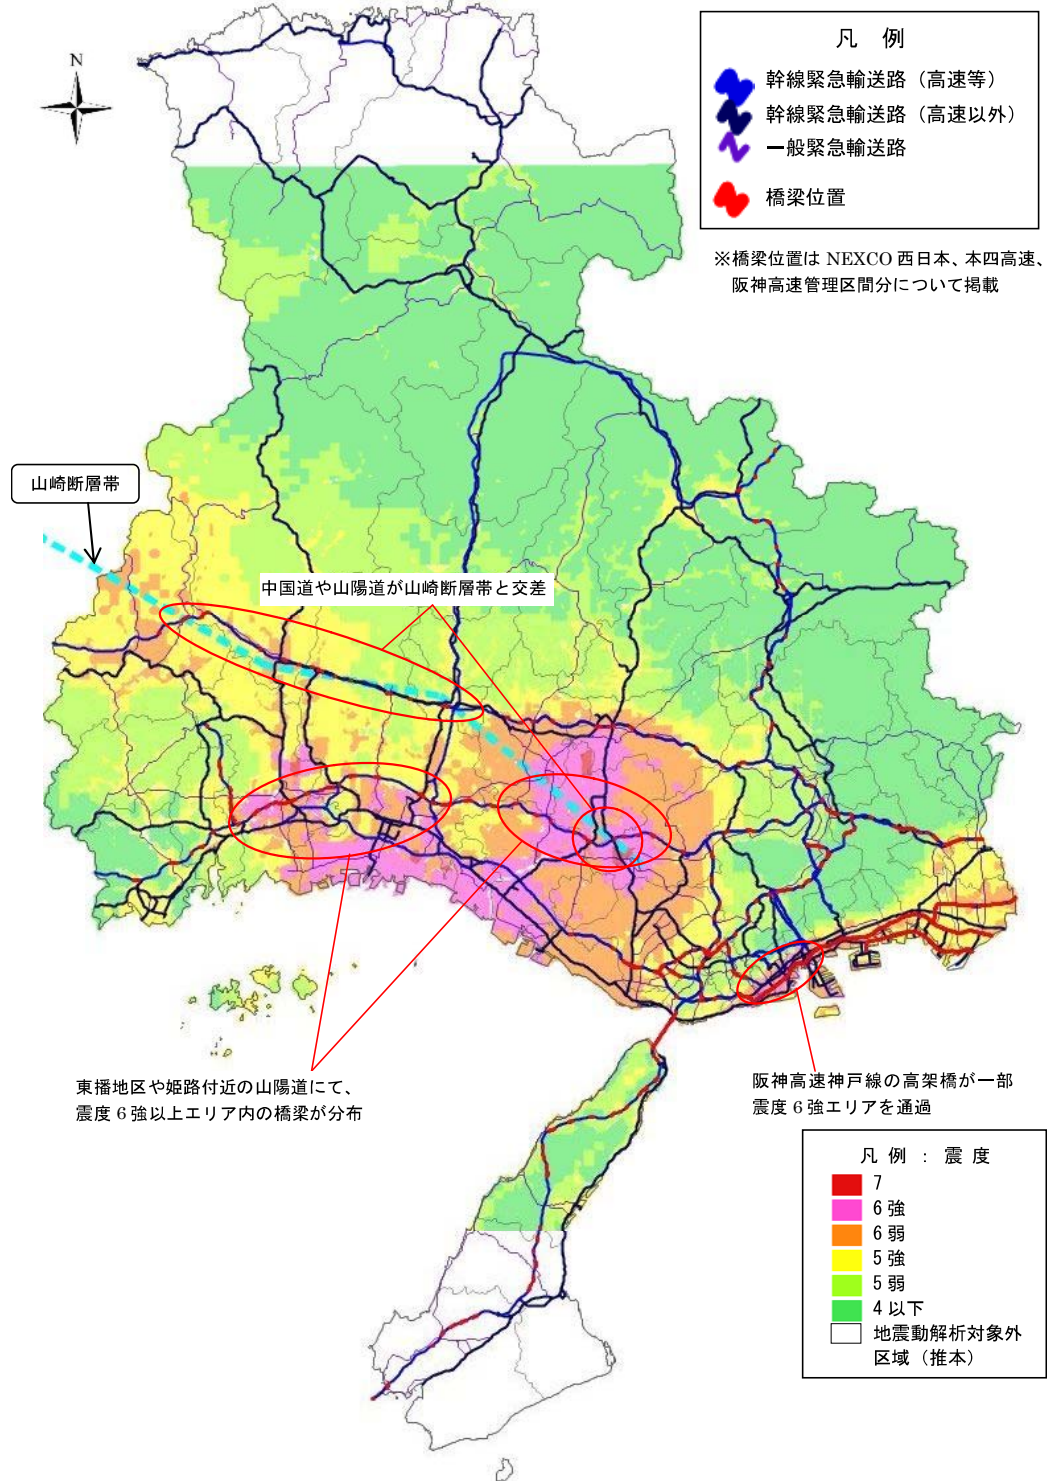 N
凡 例
幹線緊急輸送路（高速等）
幹線緊急輸送路（高速以外）
一般緊急輸送路
橋梁位置
※橋梁位置は NEXCO 西日本、本四高速、
阪神高速管理区間分について掲載
山崎断層帯
中国道や山陽道が山崎断層帯と交差
東播地区や姫路付近の山陽道にて、
震度 6 強以上エリア内の橋梁が分布
阪神高速神戸線の高架橋が一部
震度 6 強エリアを通過
凡 例 ： 震 度
7
6 強
6 弱
5 強
5 弱
4 以下
地震動解析対象外
区域（推本）